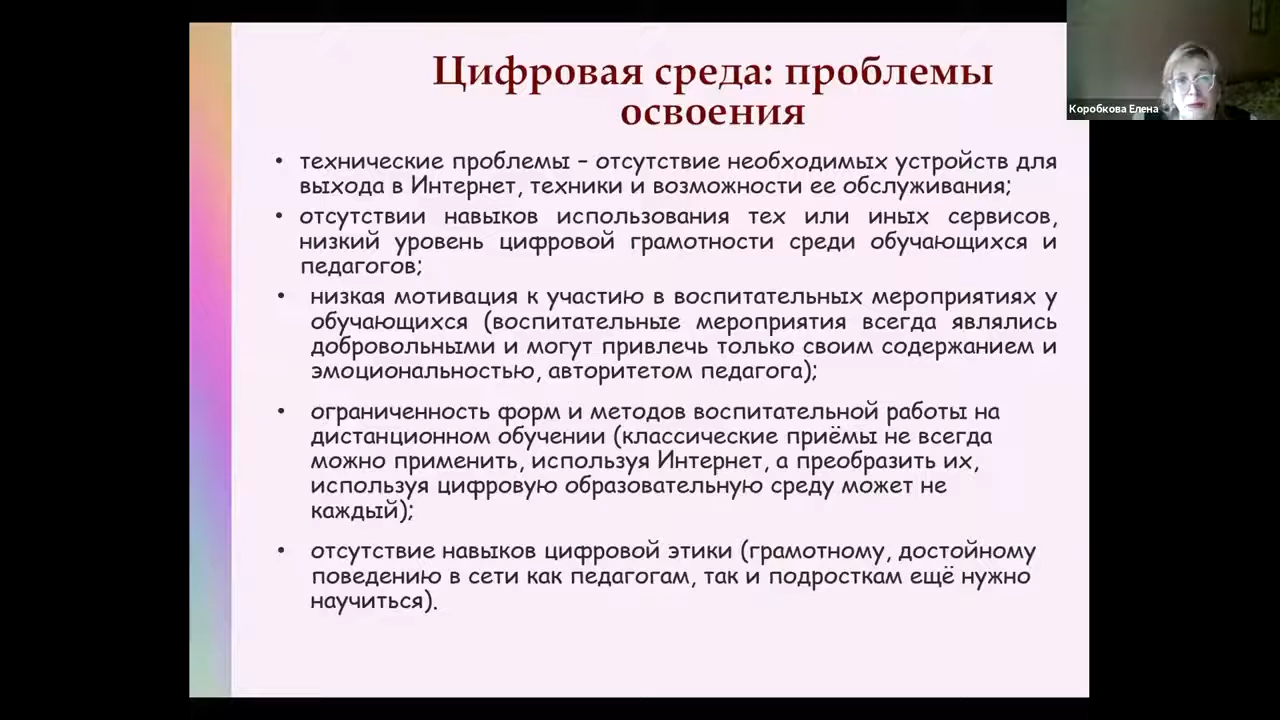 Цифровая среда: проблемы
освоения
Коробкова Елена
• технические проблемы – отсутствие необходимых устройств для
выхода в Интернет, техники и возможности ее обслуживания;
• отсутствии навыков использования тех или иных сервисов,
низкий уровень цифровой грамотности среди обучающихся и
педагогов;
• низкая мотивация к участию в воспитательных мероприятиях у
обучающихся (воспитательные мероприятия всегда являлись
добровольными и могут привлечь только своим содержанием и
эмоциональностью, авторитетом педагога);
• ограниченность форм и методов воспитательной работы на
дистанционном обучении (классические приёмы не всегда
можно применить, используя Интернет, а преобразить их,
используя цифровую образовательную среду может не
каждый);
• отсутствие навыков цифровой этики (грамотному, достойному
поведению в сети как педагогам, так и подросткам ещё нужно
научиться).